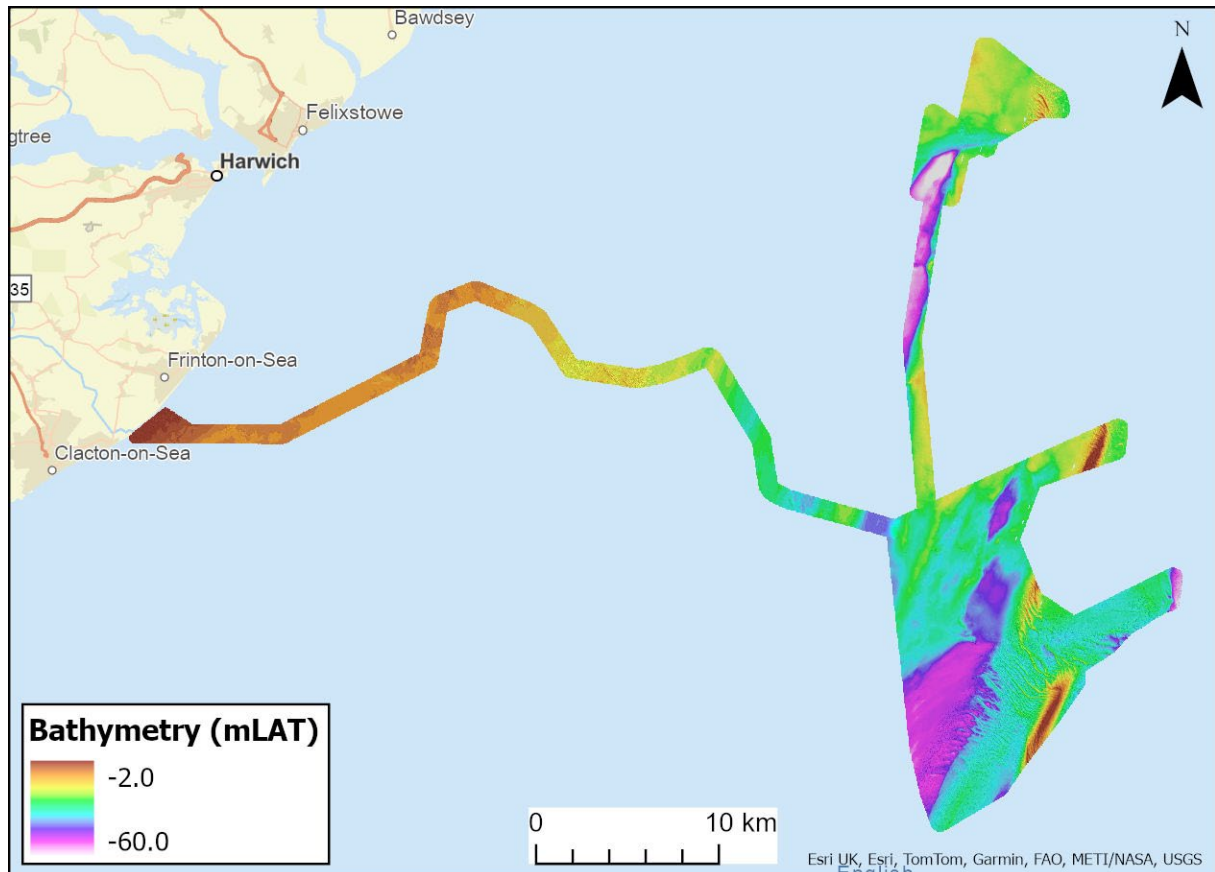 Bawdsey
N
Felixstowe
gtree
Harwich
35
Frinton-on-Sea
Clacton-on-Sea
Bathymetry (mLAT)
-2.0
-60.0
0 10 km
Esri UK, Esri, TomTom, Garmin, FAO, METI/NASA, USGS
English